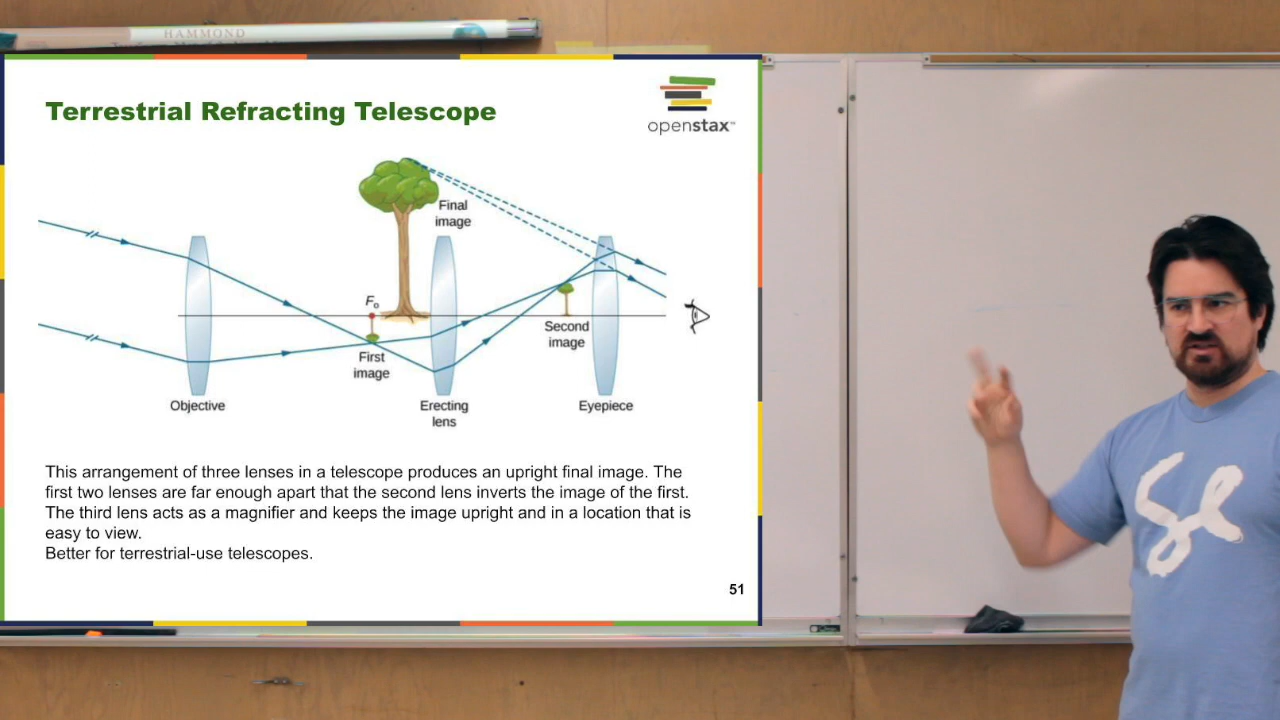 HAMMOND
Terrestrial Refracting Telescope
openstax™
Final
image
Fo
Second
image
First
image
Objective
Erecting
lens
Eyepiece
This arrangement of three lenses in a telescope produces an upright final image. The
first two lenses are far enough apart that the second lens inverts the image of the first.
The third lens acts as a magnifier and keeps the image upright and in a location that is
easy to view.
Better for terrestrial-use telescopes.
51